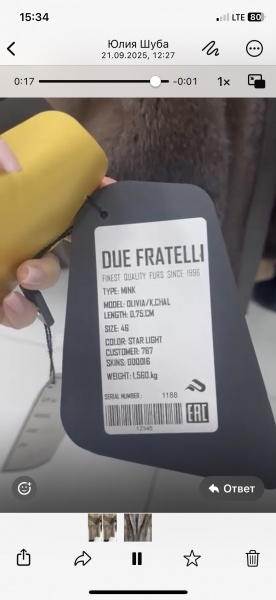 15:34
LTE 80
Юлия Шуба
21.09.2025, 12:27
0:17
-0:01
1×
DUE FRATELLI
FINEST QUALITY FURS SINCE 1996
TYPE: MINK
MODEL: OLIVIA/K.CHAL
LENGTH: 0,75.CM
SIZE: 46
COLOR: STAR LIGHT
CUSTOMER: 787
SKINS: 000016
WEIGHT: 1,560.kg
SERIAL NUMBER: 1188
EAC
12345
Ответ